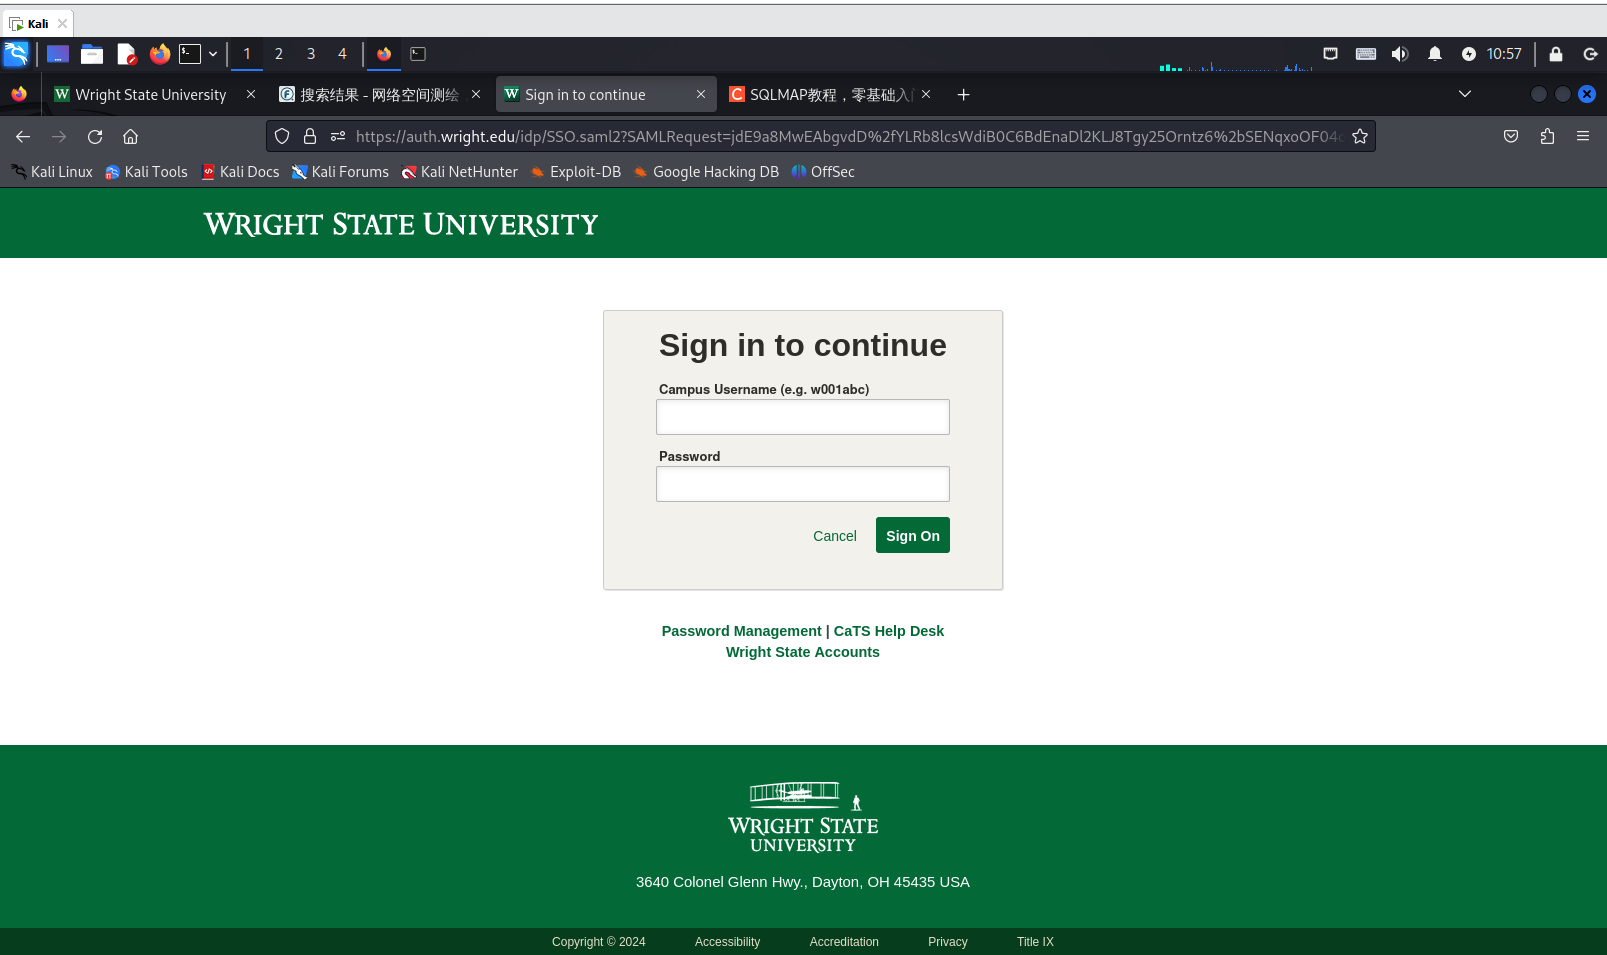 Kali
1 2 3 4 10:57
Wright State University 搜索结果 - 网络空间测绘 Sign in to continue SQLMAP教程，零基础入门
https://auth.wright.edu/idp/SSO.saml2?SAMLRequest=jdE9a8MwEAbgvdD%2fYLRb8lcsWdiB0C6BdEnaDl2KLJ8Tgy25Orntz6%2bSENqxoOF04
Kali Linux Kali Tools Kali Docs Kali Forums Kali NetHunter Exploit-DB Google Hacking DB OffSec
WRIGHT STATE UNIVERSITY
Sign in to continue
Campus Username (e.g. w001abc)
Password
Cancel Sign On
Password Management | CaTS Help Desk
Wright State Accounts
WRIGHT STATE
UNIVERSITY
3640 Colonel Glenn Hwy., Dayton, OH 45435 USA
Copyright © 2024 Accessibility Accreditation Privacy Title IX